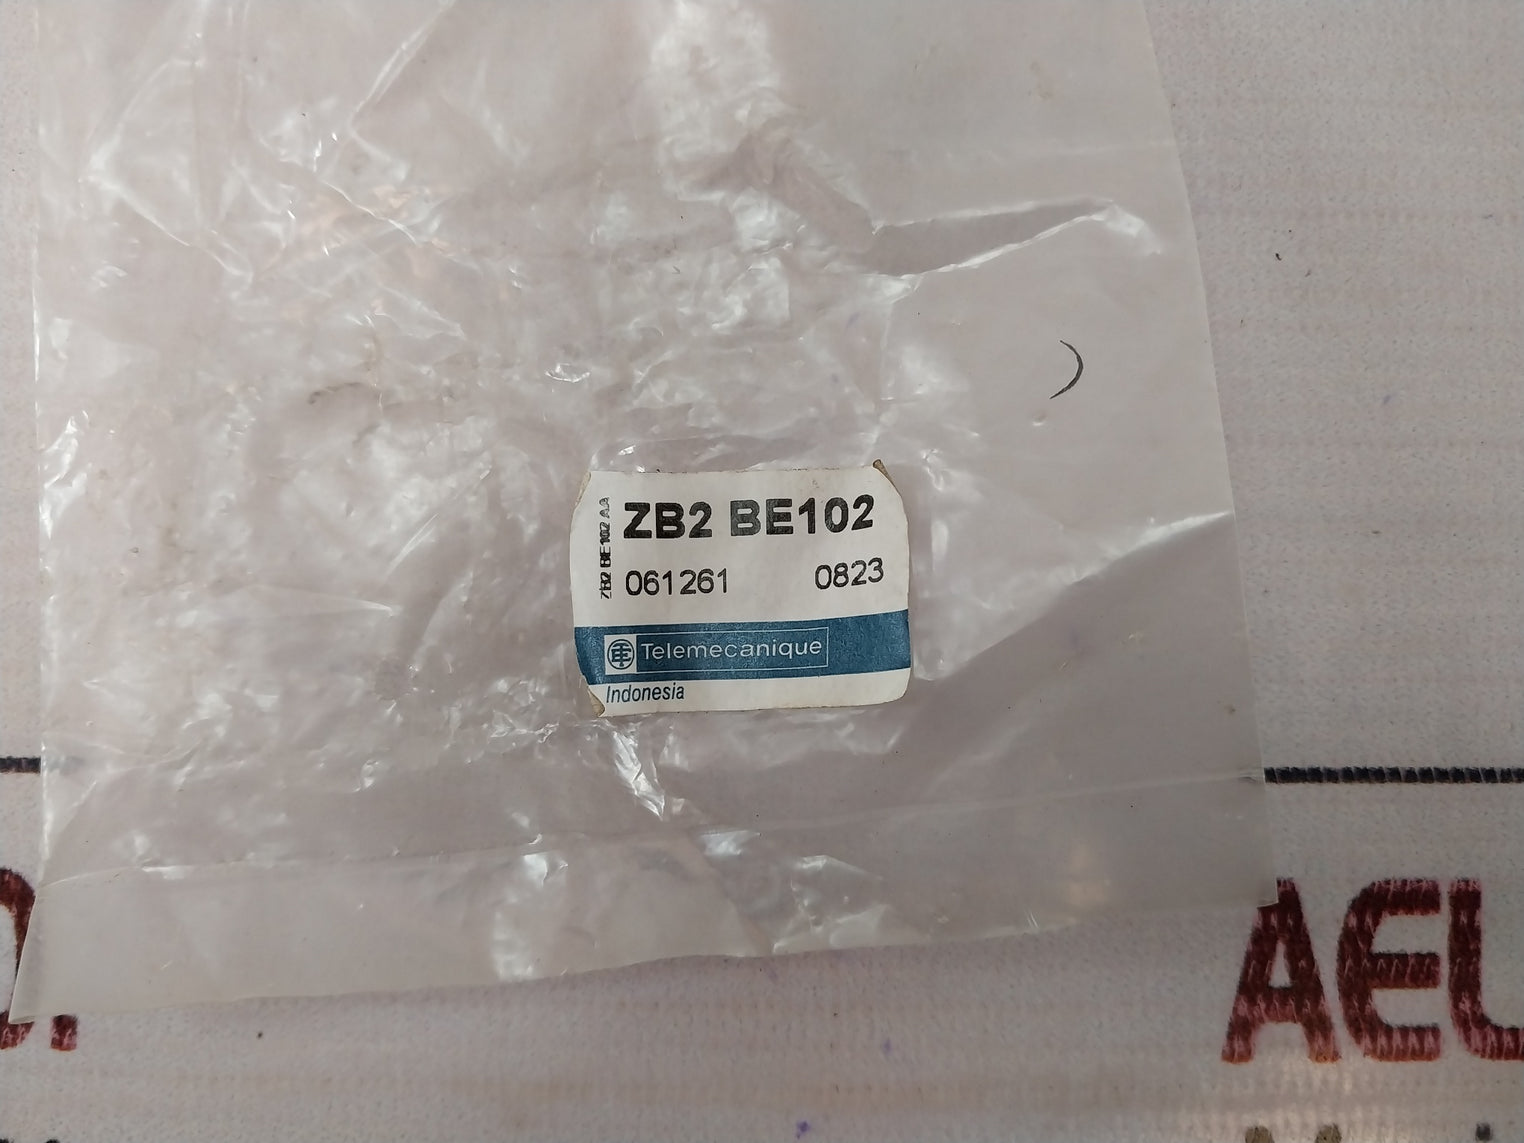 ZB2 BE102 AA
ZB2 BE102
061261 0823
Telemecanique
Indonesia
AEL